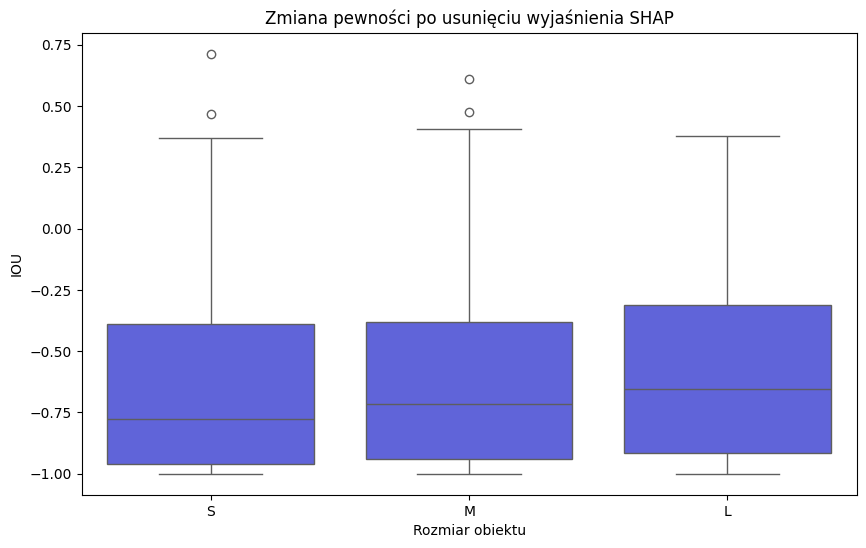 Zmiana pewności po usunięciu wyjaśnienia SHAP
0.75
0.50
0.25
0.00
−0.25
−0.50
−0.75
−1.00
IOU
S M L
Rozmiar obiektu